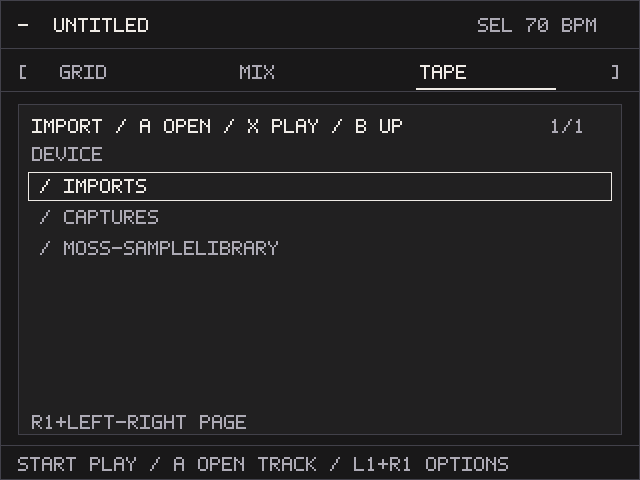 — UNTITLED SEL 70 BPM
[ GRID MIX TAPE ]
IMPORT / A OPEN / X PLAY / B UP 1/1
DEVICE
/ IMPORTS
/ CAPTURES
/ MOSS-SAMPLELIBRARY
R1+LEFT-RIGHT PAGE
START PLAY / A OPEN TRACK / L1+R1 OPTIONS